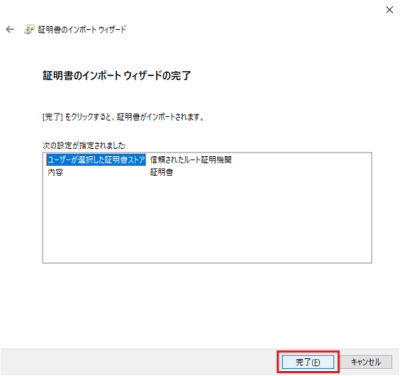 証明書のインポート ウィザード
証明書のインポート ウィザードの完了
[完了] をクリックすると、証明書がインポートされます。
次の設定が指定されました:
ユーザーが選択した証明書ストア 信頼されたルート証明機関
内容 証明書
完了(F) キャンセル